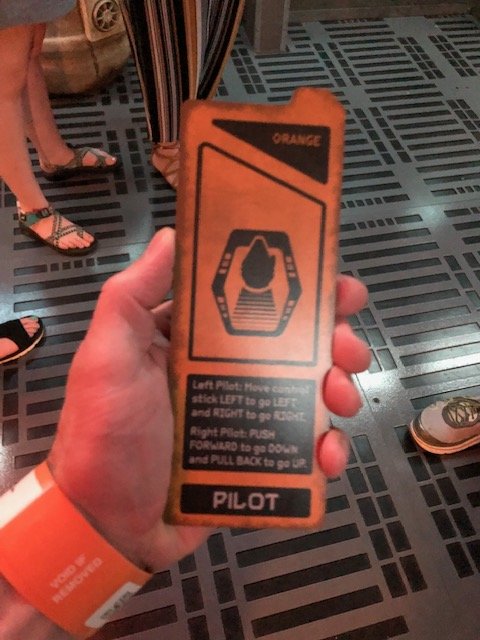 ORANGE
Left Pilot: Move control
stick LEFT to go LEFT
and RIGHT to go RIGHT.
Right Pilot: PUSH
FORWARD to go DOWN
and PULL BACK to go UP.
PILOT
VOID IF
REMOVED